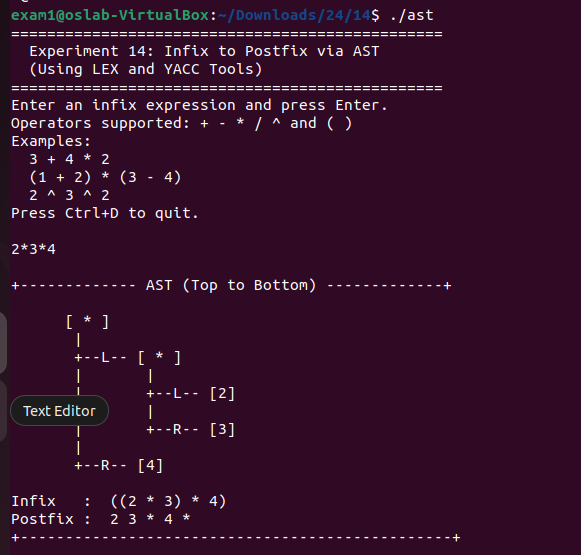 exam1@oslab-VirtualBox:~/Downloads/24/14$ ./ast
================================================
  Experiment 14: Infix to Postfix via AST
  (Using LEX and YACC Tools)
================================================
Enter an infix expression and press Enter.
Operators supported: + - * / ^ and ( )
Examples:
  3 + 4 * 2
  (1 + 2) * (3 - 4)
  2 ^ 3 ^ 2
Press Ctrl+D to quit.
2*3*4
+------------- AST (Top to Bottom) -------------+
      [ * ]
       |
       +--L-- [ * ]
       |       |
       |       +--L-- [2]
Text Editor    |
       |       +--R-- [3]
       |
       +--R-- [4]
Infix   :  ((2 * 3) * 4)
Postfix :  2 3 * 4 *
+------------------------------------------------+